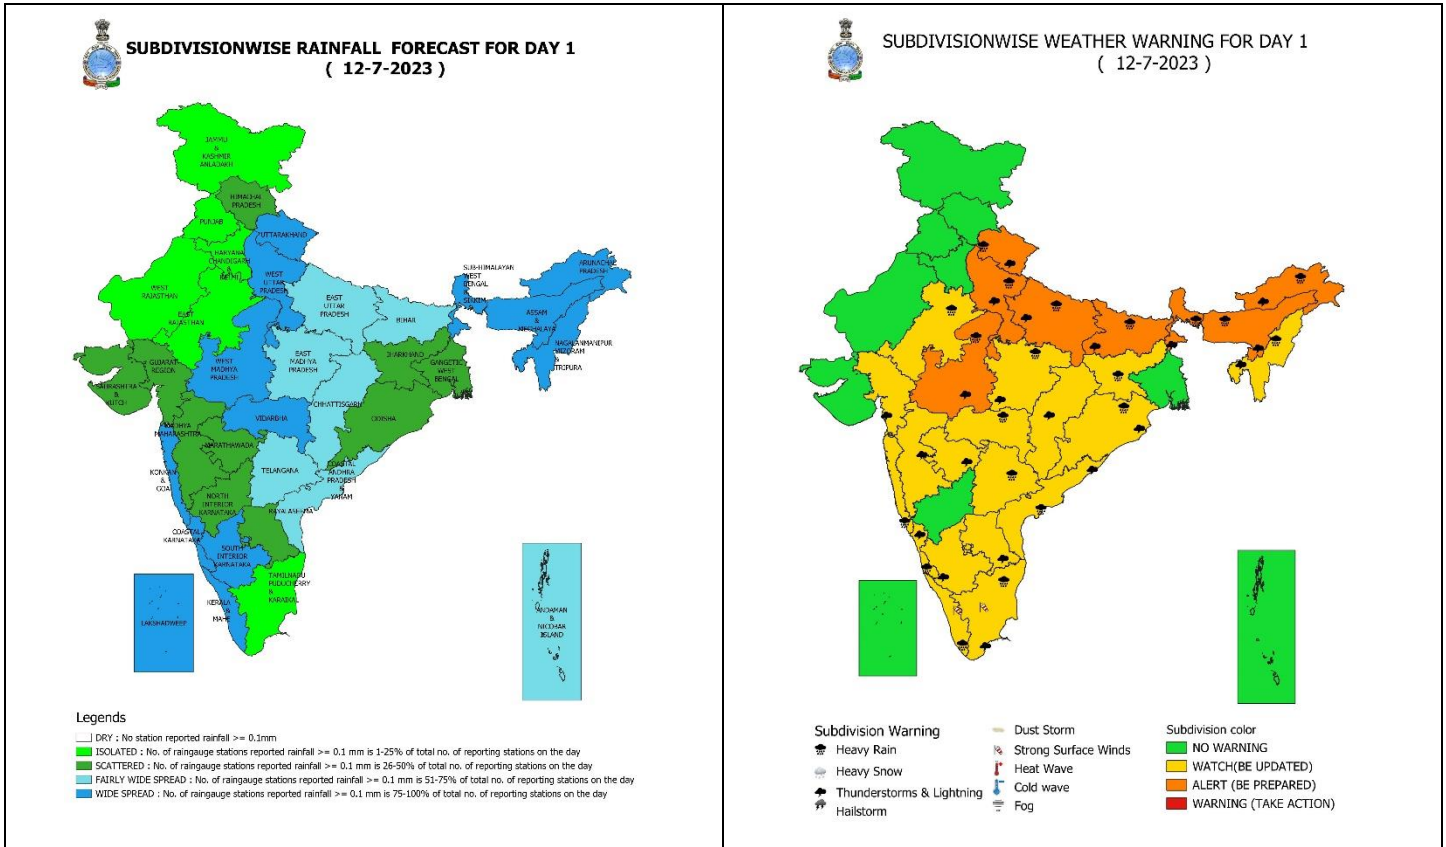 SUBDIVISIONWISE RAINFALL FORECAST FOR DAY 1
( 12-7-2023 )
JAMMU
&
KASHMIR
ANLADAKH
HIMACHAL
PRADESH
PUNJAB
UTTARAKHAND
HARYANA
CHANDIGARH
&
DELHI
WEST
UTTAR
PRADESH
WEST
RAJASTHAN
EAST
RAJASTHAN
EAST
UTTAR
PRADESH
BIHAR
SUB-HIMALAYAN
WEST
BENGAL
&
SIKKIM
ARUNACHAL
PRADESH
ASSAM
&
NAGALANMANIPUR
MIZORAM
&
TRIPURA
GUJARAT
REGION
SAURASHTRA
&
KUTCH
WEST
MADHYA
PRADESH
EAST
MADHYA
PRADESH
JHARKHAND
GANGETIC
WEST
BENGAL
CHHATTISGARH
ODISHA
VIDARBHA
MADHYA
MAHARASHTRA
MARATHAWADA
KONKAN
&
GOA
TELANGANA
COASTAL
ANDHRA
PRADESH
&
YANAM
NORTH
INTERIOR
KARNATAKA
RAYALASEEMA
COASTAL
KARNATAKA
SOUTH
INTERIOR
KARNATAKA
TAMILNADU
PUDUCHERRY
&
KARAIKAL
KERALA
&
MAHE
LAKSHADWEEP
ANDAMAN
&
NICOBAR
ISLAND
Legends
DRY : No station reported rainfall >= 0.1mm
ISOLATED : No. of raingauge stations reported rainfall >= 0.1 mm is 1-25% of total no. of reporting stations on the day
SCATTERED : No. of raingauge stations reported rainfall >= 0.1 mm is 26-50% of total no. of reporting stations on the day
FAIRLY WIDE SPREAD : No. of raingauge stations reported rainfall >= 0.1 mm is 51-75% of total no. of reporting stations on the day
WIDE SPREAD : No. of raingauge stations reported rainfall >= 0.1 mm is 75-100% of total no. of reporting stations on the day
SUBDIVISIONWISE WEATHER WARNING FOR DAY 1
( 12-7-2023 )
Subdivision Warning
Heavy Rain
Heavy Snow
Thunderstorms & Lightning
Hailstorm
Dust Storm
Strong Surface Winds
Heat Wave
Cold wave
Fog
Subdivision color
NO WARNING
WATCH(BE UPDATED)
ALERT (BE PREPARED)
WARNING (TAKE ACTION)